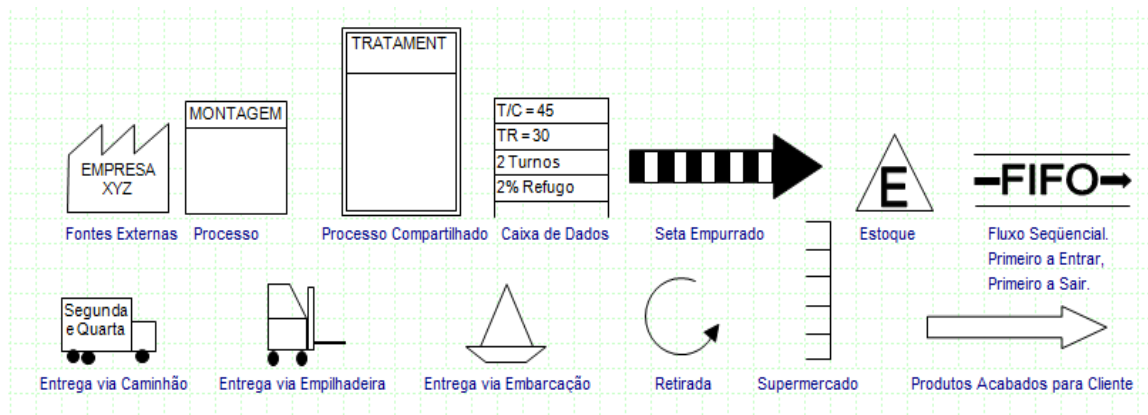 TRATAMENT
MONTAGEM
EMPRESA
XYZ
T/C = 45
TR = 30
2 Turnos
2% Refugo
E
FIFO
Fontes Externas
Processo
Processo Compartilhado
Caixa de Dados
Seta Empurrado
Estoque
Fluxo Seqüencial.
Primeiro a Entrar,
Primeiro a Sair.
Segunda
e Quarta
Entrega via Caminhão
Entrega via Empilhadeira
Entrega via Embarcação
Retirada
Supermercado
Produtos Acabados para Cliente